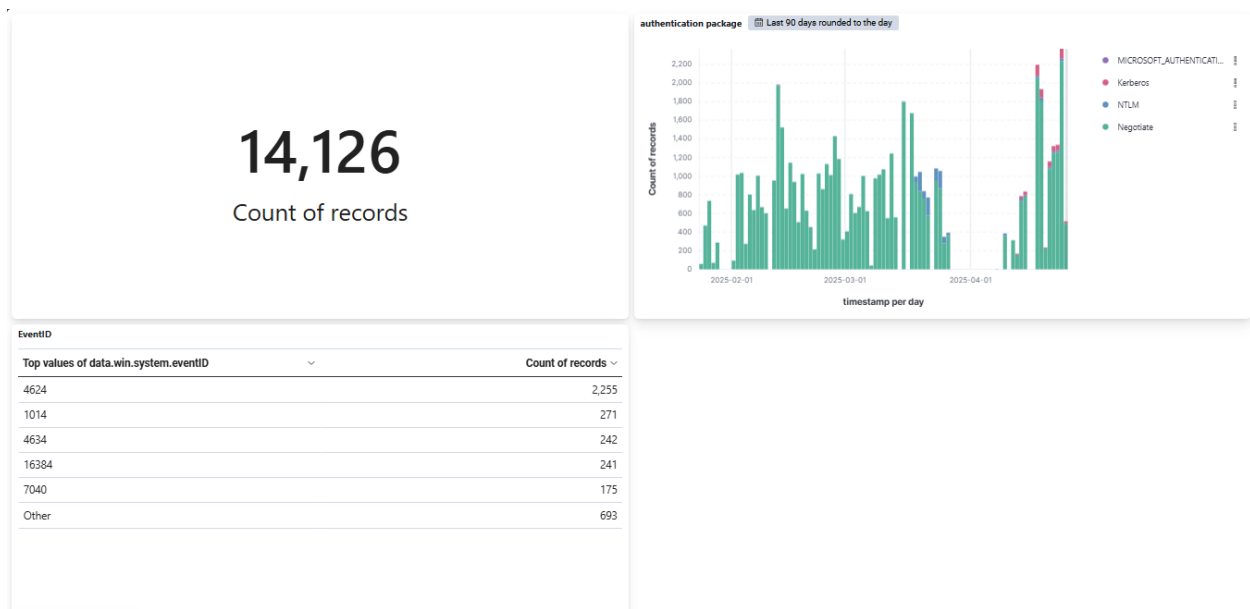 14,126
Count of records
authentication package Last 90 days rounded to the day
Count of records
2,200
2,000
1,800
1,600
1,400
1,200
1,000
800
600
400
200
0
2025-02-01 2025-03-01 2025-04-01
timestamp per day
MICROSOFT_AUTHENTICATI...
Kerberos
NTLM
Negotiate
EventID
Top values of data.win.system.eventID Count of records
4624 2,255
1014 271
4634 242
16384 241
7040 175
Other 693